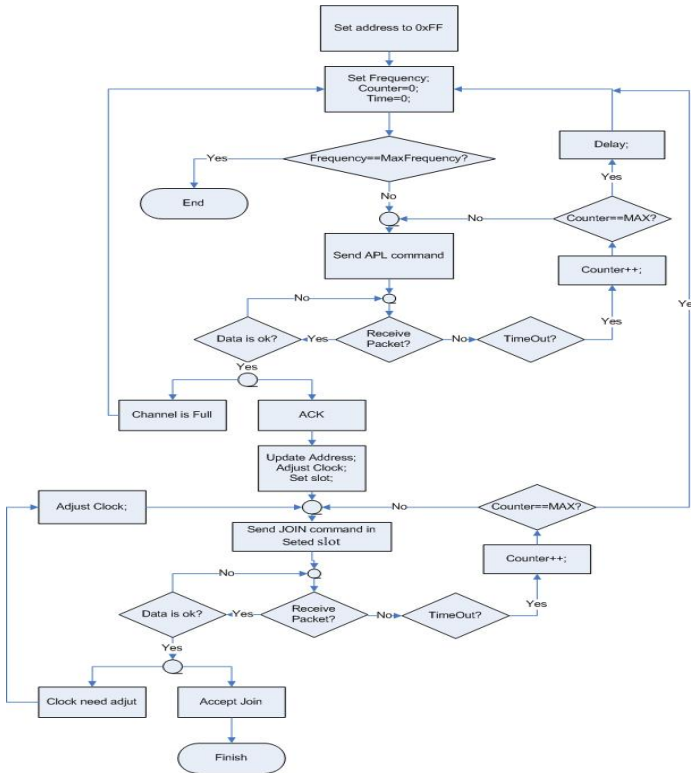 Set address to 0xFF
Set Frequency;
Counter=0;
Time=0;
Frequency==MaxFrequency?
Yes
End
No
Delay;
Yes
Counter==MAX?
No
Send APL command
Counter++;
Yes
No
Data is ok?
Yes
Receive
Packet?
No
TimeOut?
Yes
Channel is Full
ACK
Update Address;
Adjust Clock;
Set slot;
Ye
Adjust Clock;
No
Counter==MAX?
Send JOIN command in
Seted slot
Counter++;
Yes
No
Data is ok?
Yes
Receive
Packet?
No
TimeOut?
Yes
Clock need adjut
Accept Join
Finish